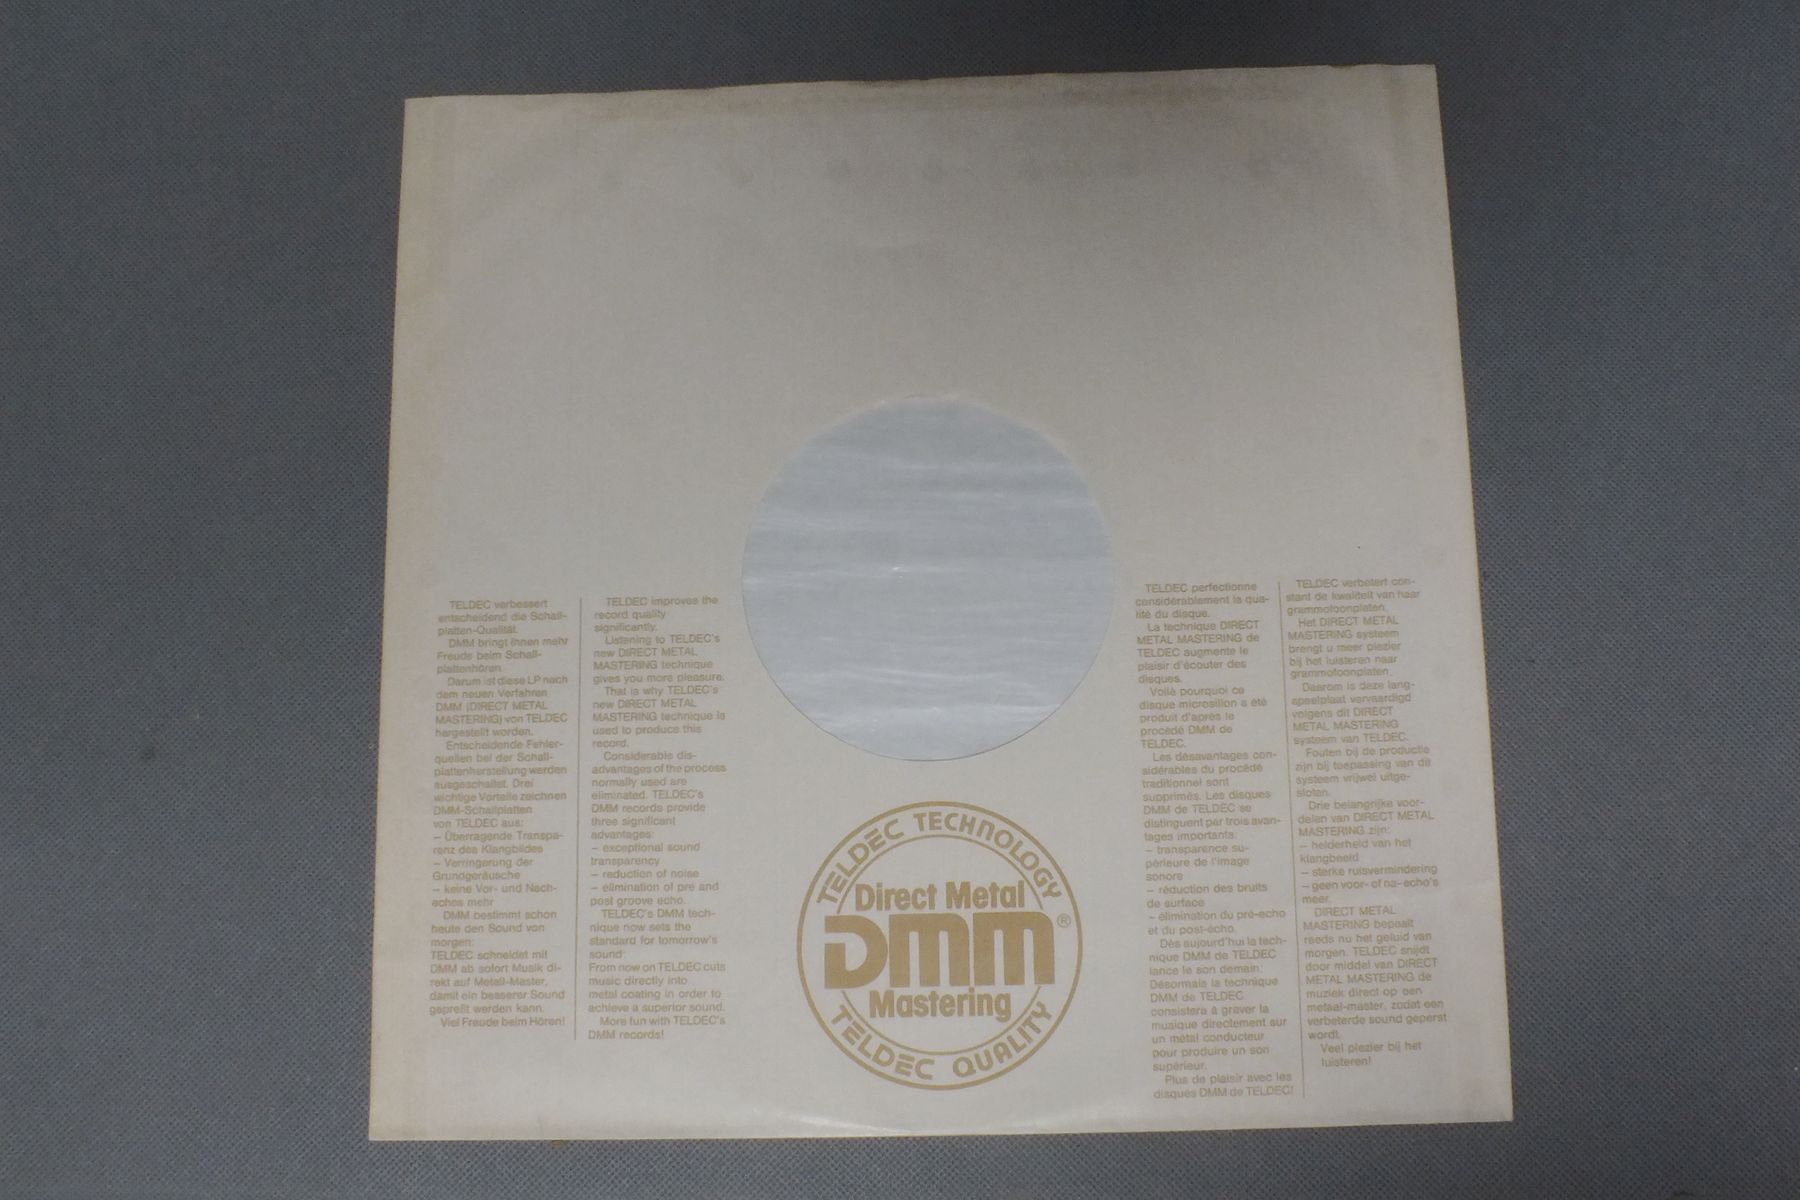 TELDEC verbessert
entscheidend die Schall-
platten-Qualität.
DMM bringt Ihnen mehr
Freude beim Schall-
plattenhören.
Darum ist diese LP nach
dem neuen Verfahren
DMM (DIRECT METAL
MASTERING) von TELDEC
hergestellt worden.
Entscheidende Fehler-
quellen bei der Schall-
plattenherstellung werden
ausgeschaltet. Drei
wichtige Vorteile zeichnen
DMM-Schallplatten
von TELDEC aus:
– Überragende Transpa-
renz des Klangbildes
– Verringerung der
Grundgeräusche
– keine Vor- und Nach-
echos mehr
DMM bestimmt schon
heute den Sound von
morgen:
TELDEC schneidet mit
DMM ab sofort Musik di-
rekt auf Metall-Master,
damit ein besserer Sound
gepreßt werden kann.
Viel Freude beim Hören!
TELDEC improves the
record quality
significantly.
Listening to TELDEC's
new DIRECT METAL
MASTERING technique
gives you more pleasure.
That is why TELDEC's
new DIRECT METAL
MASTERING technique is
used to produce this
record.
Considerable dis-
advantages of the process
normally used are
eliminated. TELDEC's
DMM records provide
three significant
advantages:
– exceptional sound
transparency
– reduction of noise
– elimination of pre and
post groove echo.
TELDEC's DMM tech-
nique now sets the
standard for tomorrow's
sound:
From now on TELDEC cuts
music directly into
metal coating in order to
achieve a superior sound.
More fun with TELDEC's
DMM records!
TELDEC TECHNOLOGY
Direct Metal
DMM®
Mastering
TELDEC QUALITY
TELDEC perfectionne
considérablement la qua-
lité du disque.
La technique DIRECT
METAL MASTERING de
TELDEC augmente le
plaisir d'écouter des
disques.
Voilà pourquoi ce
disque microsillon a été
produit d'après le
procédé DMM de
TELDEC.
Les désavantages con-
sidérables du procédé
traditionnel sont
supprimés. Les disques
DMM de TELDEC se
distinguent par trois avan-
tages importants:
– transparence su-
périeure de l'image
sonore
– réduction des bruits
de surface
– élimination du pré-echo
et du post-écho.
Dès aujourd'hui la tech-
nique DMM de TELDEC
lance le son demain:
Désormais la technique
DMM de TELDEC
consistera à graver la
musique directement sur
un métal conducteur
pour produire un son
supérieur.
Plus de plaisir avec les
disques DMM de TELDEC!
TELDEC verbetert con-
stant de kwaliteit van haar
grammofoonplaten.
Het DIRECT METAL
MASTERING systeem
brengt u meer plezier
bij het luisteren naar
grammofoonplaten.
Daarom is deze lang-
speelplaat vervaardigd
volgens dit DIRECT
METAL MASTERING
systeem van TELDEC.
Fouten bij de productie
zijn bij toepassing van dit
systeem vrijwel uitge-
sloten.
Drie belangrijke voor-
delen van DIRECT METAL
MASTERING zijn:
– helderheid van het
klangbeeld
– sterke ruisvermindering
– geen voor- of na-echo's
meer.
DIRECT METAL
MASTERING bepaalt
reeds nu het geluid van
morgen. TELDEC snijdt
door middel van DIRECT
METAL MASTERING de
muziek direct op een
metaal-master, zodat een
verbeterde sound geperst
wordt.
Veel plezier bij het
luisteren!